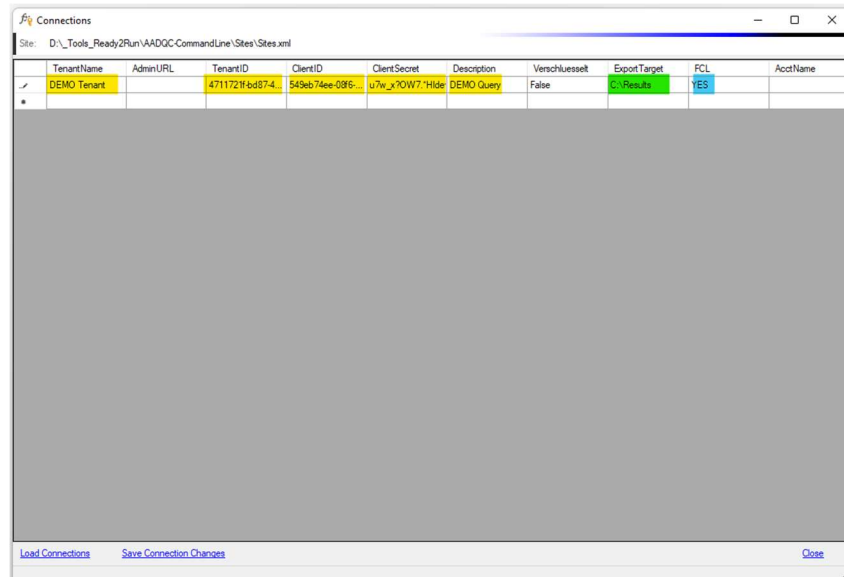 Connections
Site: D:\_Tools_Ready2Run\AADQC-CommandLine\Sites\Sites.xml
TenantName AdminURL TenantID ClientID ClientSecret Description Verschluesselt ExportTarget FCL AcctName
DEMO Tenant 4711721f-bd87-4... 549eb74ee-08f6-... u7w_x?OW7.*HIde DEMO Query False C:\Results YES
Load Connections Save Connection Changes Close